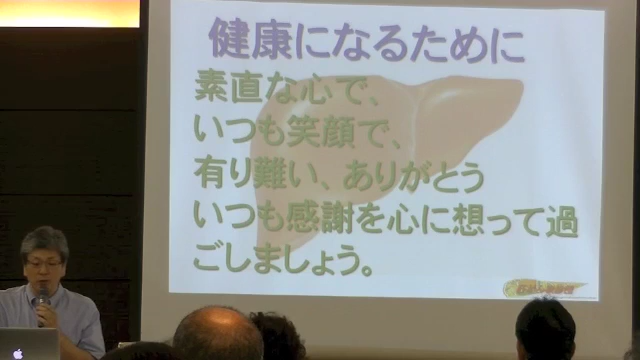 健康になるために
素直な心で、
いつも笑顔で、
有り難い、ありがとう
いつも感謝を心に想って過
ごしましょう。